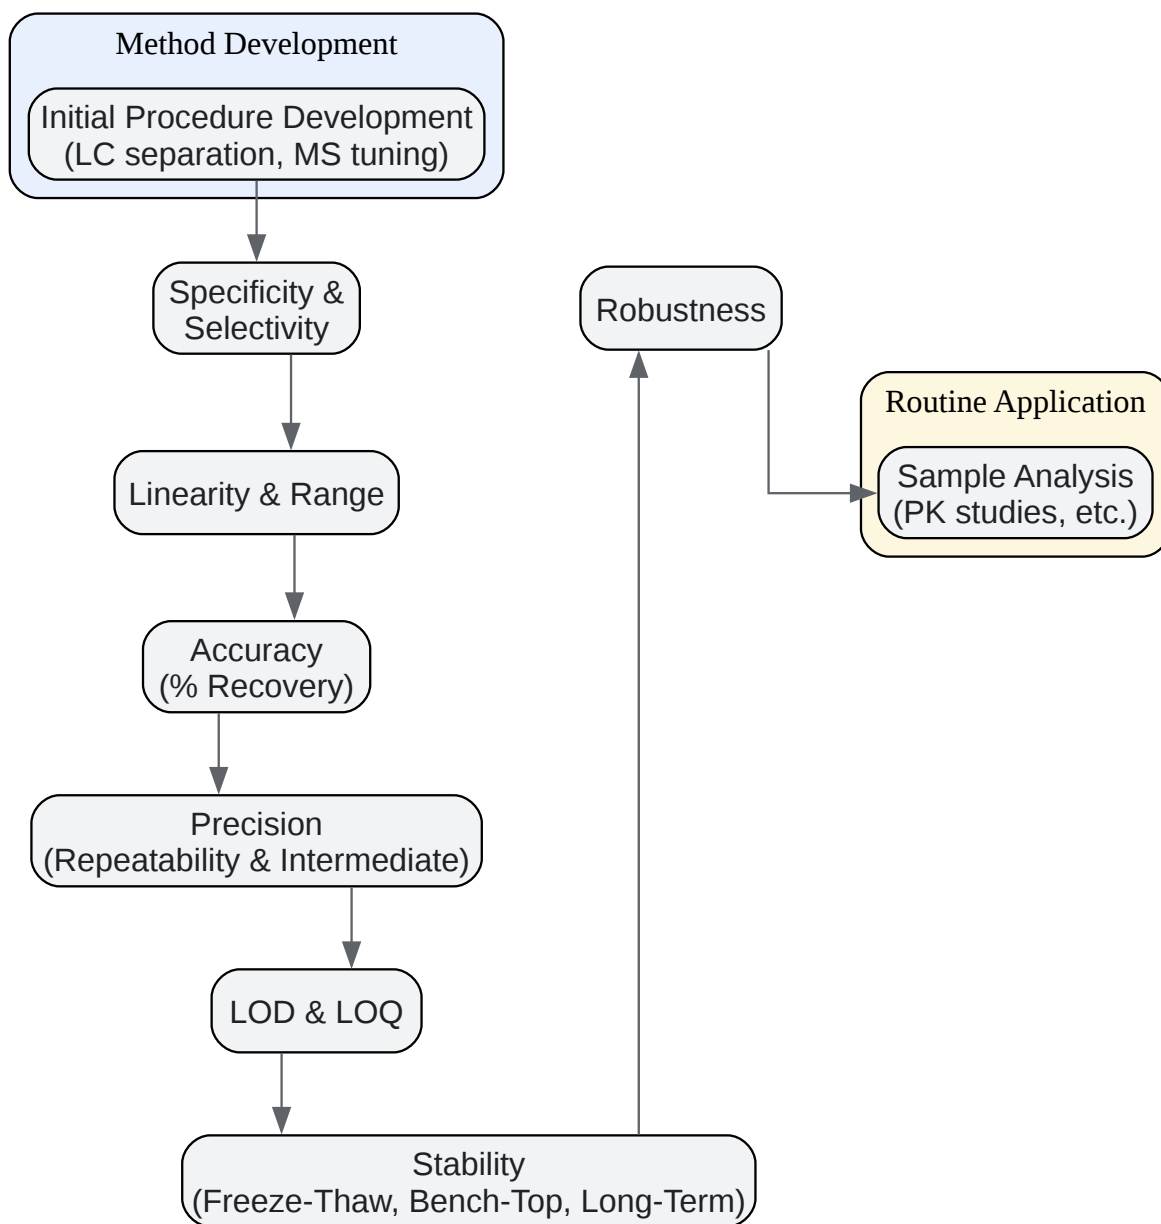 Method Development
Initial Procedure Development
(LC separation, MS tuning)
Specificity &
Selectivity
Linearity & Range
Accuracy
(% Recovery)
Precision
(Repeatability & Intermediate)
LOD & LOQ
Stability
(Freeze-Thaw, Bench-Top, Long-Term)
Robustness
Routine Application
Sample Analysis
(PK studies, etc.)